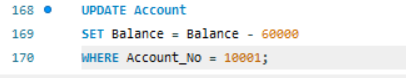 168 UPDATE Account
169 SET Balance = Balance - 60000
170 WHERE Account_No = 10001;